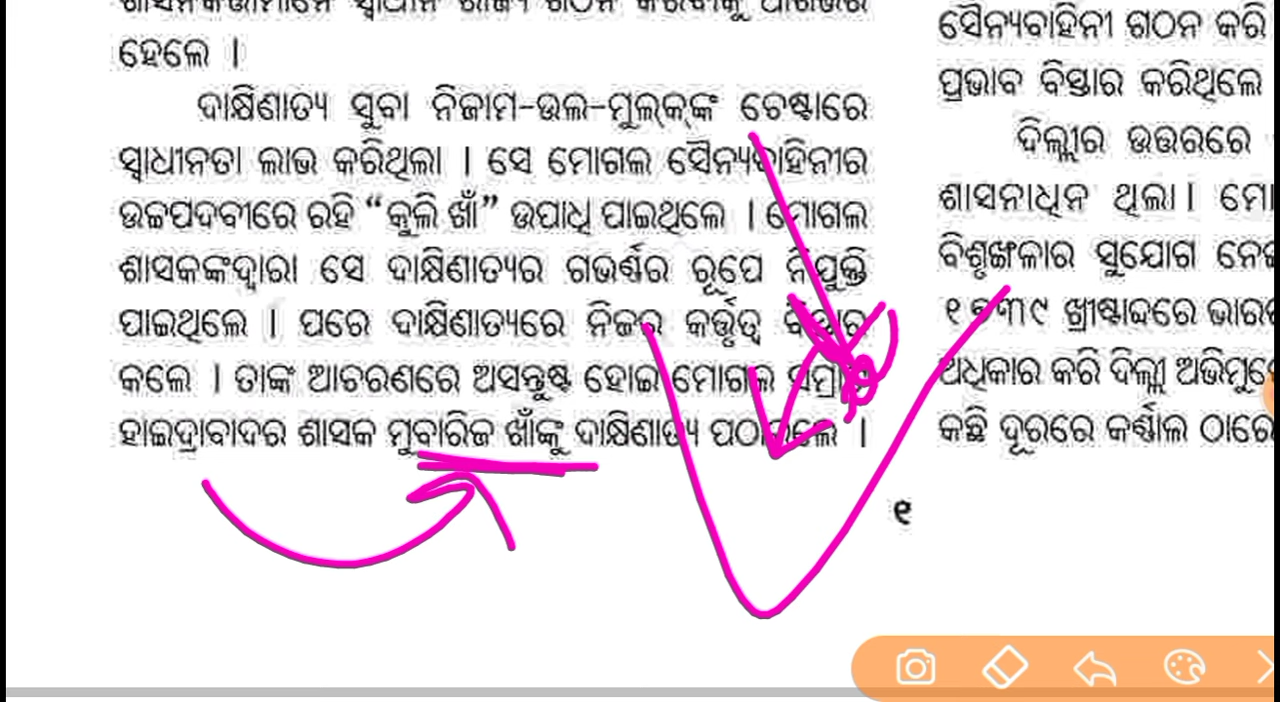 ହେଲେ ।
ଦାକ୍ଷିଣାତ୍ୟ ସୁବା ନିଜାମ-ଉଲ-ମୁଲ୍‌କ୍‌ଙ୍କ ଚେଷ୍ଟାରେ
ସ୍ୱାଧୀନତା ଲାଭ କରିଥିଲା । ସେ ମୋଗଲ ସୈନ୍ୟବାହିନୀର
ଉଚ୍ଚପଦବୀରେ ରହି “କୁଲି ଖାଁ” ଉପାଧି ପାଇଥିଲେ । ମୋଗଲ
ଶାସକଙ୍କଦ୍ୱାରା ସେ ଦାକ୍ଷିଣାତ୍ୟର ଗଭର୍ଣ୍ଣର ରୂପେ ନିଯୁକ୍ତି
ପାଇଥିଲେ । ପରେ ଦାକ୍ଷିଣାତ୍ୟରେ ନିଜର କର୍ତ୍ତୃତ୍ୱ ବିସ୍ତାର
କଲେ । ତାଙ୍କ ଆଚରଣରେ ଅସନ୍ତୁଷ୍ଟ ହୋଇ ମୋଗଲ ସମ୍ରାଟ
ହାଇଦ୍ରାବାଦର ଶାସକ ମୁବାରିଜ ଖାଁଙ୍କୁ ଦାକ୍ଷିଣାତ୍ୟ ପଠାଇଲେ ।
ସୈନ୍ୟବାହିନୀ ଗଠନ କରି
ପ୍ରଭାବ ବିସ୍ତାର କରିଥିଲେ
ଦିଲ୍ଲୀର ଉତ୍ତରରେ
ଶାସନାଧିନ ଥିଲା ।
ବିଶୃଙ୍ଖଳାର ସୁଯୋଗ
୧୭୩୯ ଖ୍ରୀଷ୍ଟାବ୍ଦରେ
ଅଧିକାର କରି ଦିଲ୍ଲୀ
କିଛି ଦୂରରେ କର୍ଣ୍ଣାଲ ଠାରେ
୧